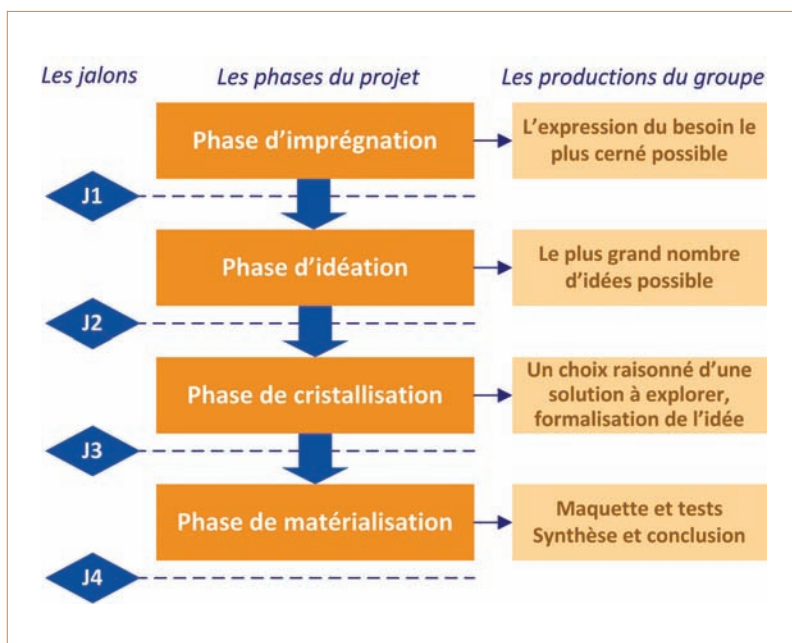 Les jalons
Les phases du projet
Les productions du groupe
Phase d’imprégnation
L’expression du besoin le
plus cerné possible
J1
Phase d’idéation
Le plus grand nombre
d’idées possible
J2
Phase de cristallisation
Un choix raisonné d’une
solution à explorer,
formalisation de l’idée
J3
Phase de matérialisation
Maquette et tests
Synthèse et conclusion
J4